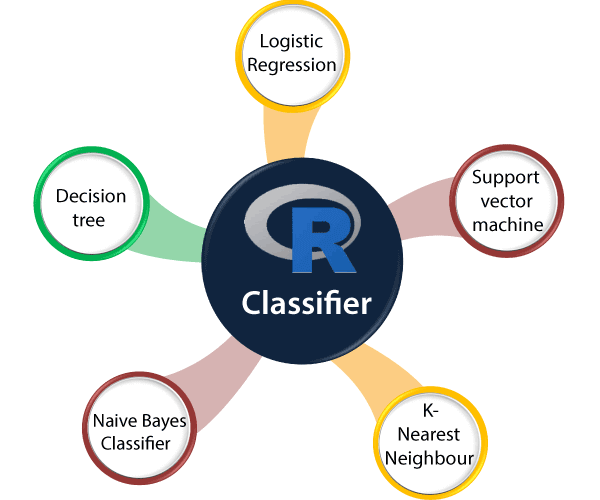 Logistic
Regression
Decision
tree
Support
vector
machine
R
Classifier
Naive Bayes
Classifier
K-
Nearest
Neighbour